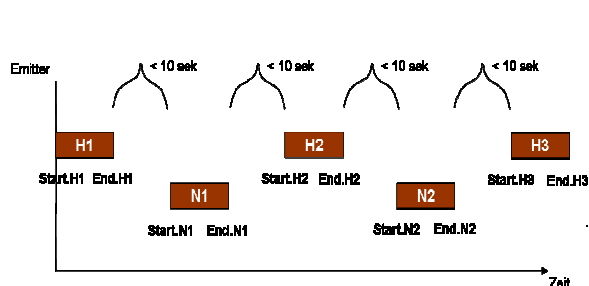 < 10 sek < 10 sek < 10 sek < 10 sek
Emitter
H1 H2 H3
Start.H1 End.H1 Start.H2 End.H2 Start.H3 End.H3
N1 N2
Start.N1 End.N1 Start.N2 End.N2
Zeit